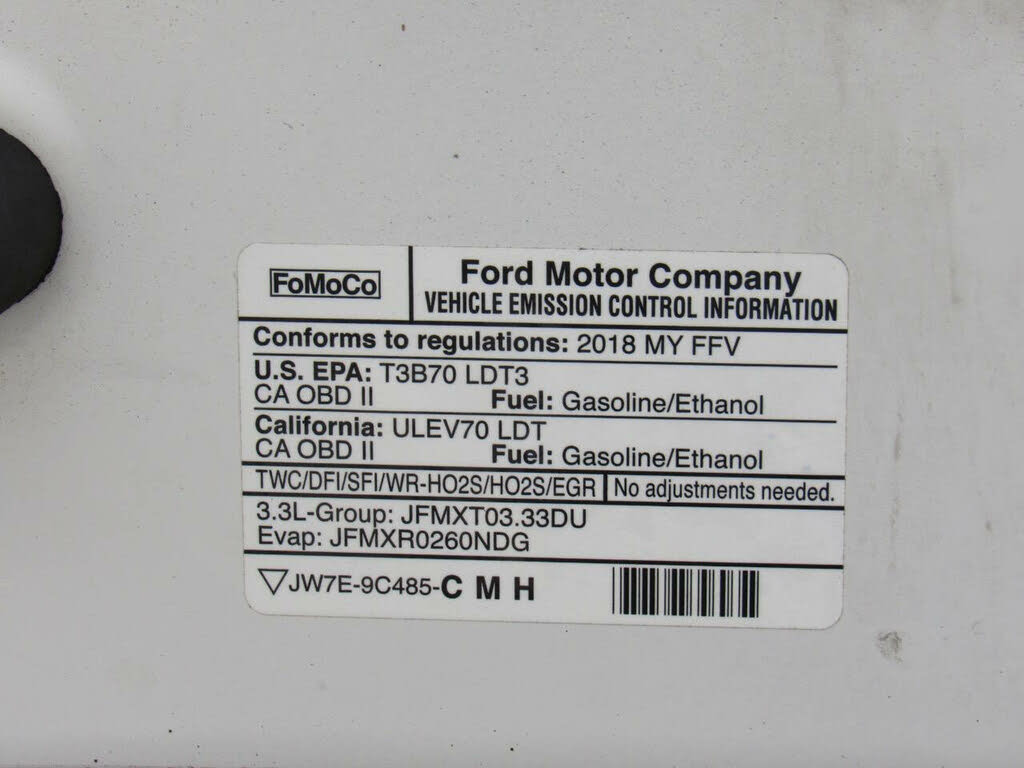 FoMoCo
Ford Motor Company
VEHICLE EMISSION CONTROL INFORMATION
Conforms to regulations: 2018 MY FFV
U.S. EPA: T3B70 LDT3
CA OBD II Fuel: Gasoline/Ethanol
California: ULEV70 LDT
CA OBD II Fuel: Gasoline/Ethanol
TWC/DFI/SFI/WR-HO2S/HO2S/EGR No adjustments needed.
3.3L-Group: JFMXT03.33DU
Evap: JFMXR0260NDG
JW7E-9C485-C M H